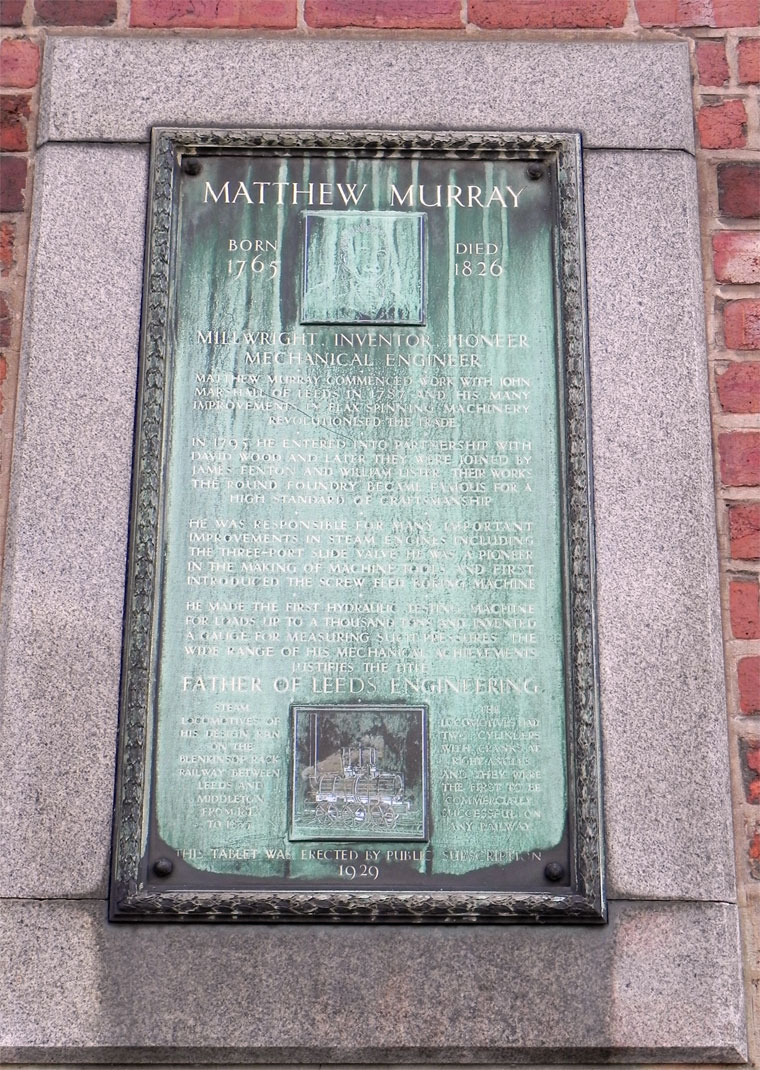 MATTHEW MURRAY
BORN
1765
DIED
1826
MILLWRIGHT. INVENTOR. PIONEER
MECHANICAL ENGINEER
MATTHEW MURRAY COMMENCED WORK WITH JOHN
MARSHALL OF LEEDS IN 1787 AND HIS MANY
IMPROVEMENTS IN FLAX SPINNING MACHINERY
REVOLUTIONISED THE TRADE.
IN 1795 HE ENTERED INTO PARTNERSHIP WITH
DAVID WOOD AND LATER THEY WERE JOINED BY
JAMES FENTON AND WILLIAM LISTER. THEIR WORKS
THE ROUND FOUNDRY BECAME FAMOUS FOR A
HIGH STANDARD OF CRAFTSMANSHIP
HE WAS RESPONSIBLE FOR MANY IMPORTANT
IMPROVEMENTS IN STEAM ENGINES INCLUDING
THE THREE-PORT SLIDE VALVE. HE WAS A PIONEER
IN THE MAKING OF MACHINE TOOLS AND FIRST
INTRODUCED THE SCREW FEED BORING MACHINE
HE MADE THE FIRST HYDRAULIC TESTING MACHINE
FOR LOADS UP TO A THOUSAND TONS AND INVENTED
A GAUGE FOR MEASURING SUCH PRESSURES. THE
WIDE RANGE OF HIS MECHANICAL ACHIEVEMENTS
JUSTIFIES THE TITLE
FATHER OF LEEDS ENGINEERING.
STEAM
LOCOMOTIVES OF
HIS DESIGN RAN
ON THE
BLENKINSOP RACK
RAILWAY BETWEEN
LEEDS AND
MIDDLETON
FROM
TO
THE
LOCOMOTIVES HAD
TWO CYLINDERS
WITH CRANKS AT
RIGHT ANGLES
AND THEY WERE
THE FIRST TO BE
COMMERCIALLY
SUCCESSFUL ON
ANY RAILWAY
THIS TABLET WAS ERECTED BY PUBLIC SUBSCRIPTION
1929